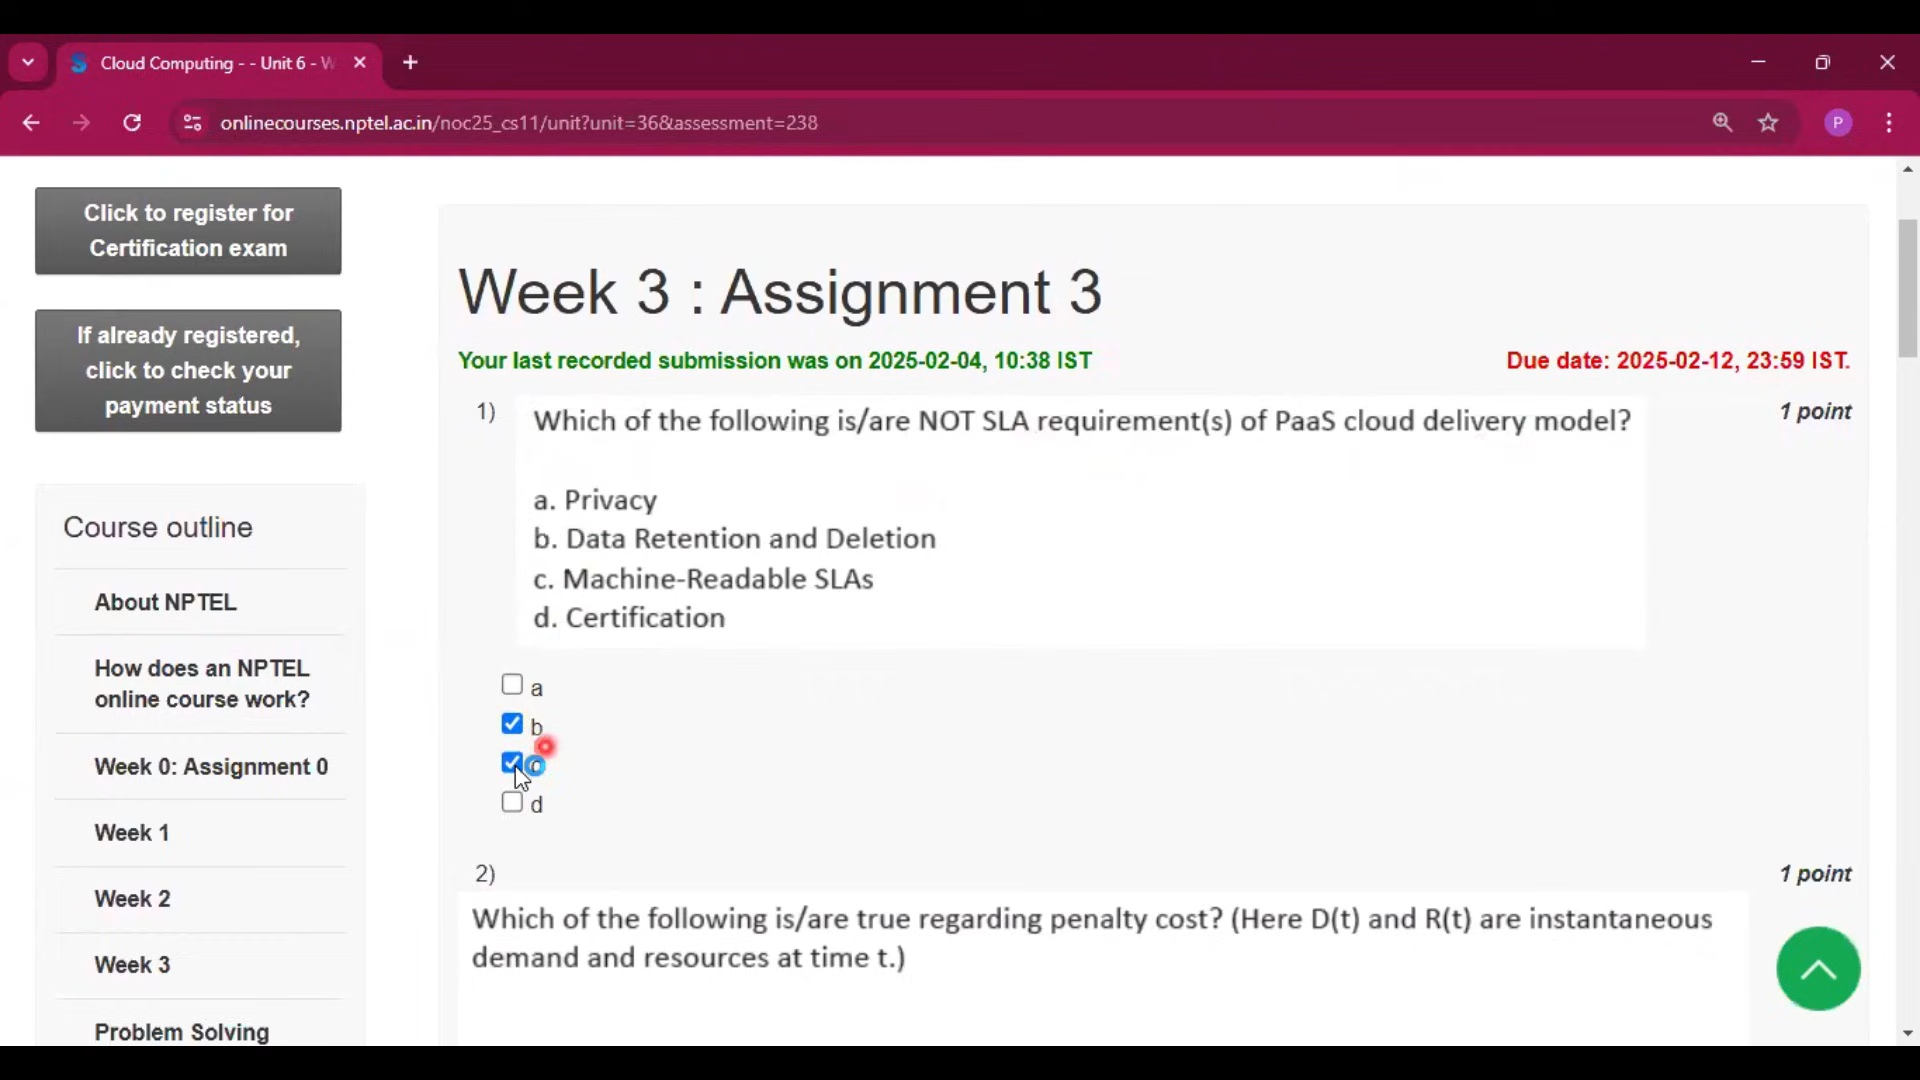 Cloud Computing - - Unit 6 - W
onlinecourses.nptel.ac.in/noc25_cs11/unit?unit=36&assessment=238
P
Click to register for
Certification exam
If already registered,
click to check your
payment status
Course outline
About NPTEL
How does an NPTEL
online course work?
Week 0: Assignment 0
Week 1
Week 2
Week 3
Problem Solving
Week 3 : Assignment 3
Your last recorded submission was on 2025-02-04, 10:38 IST
Due date: 2025-02-12, 23:59 IST.
1)
1 point
Which of the following is/are NOT SLA requirement(s) of PaaS cloud delivery model?
a. Privacy
b. Data Retention and Deletion
c. Machine-Readable SLAs
d. Certification
a
b
c
d
2)
1 point
Which of the following is/are true regarding penalty cost? (Here D(t) and R(t) are instantaneous
demand and resources at time t.)